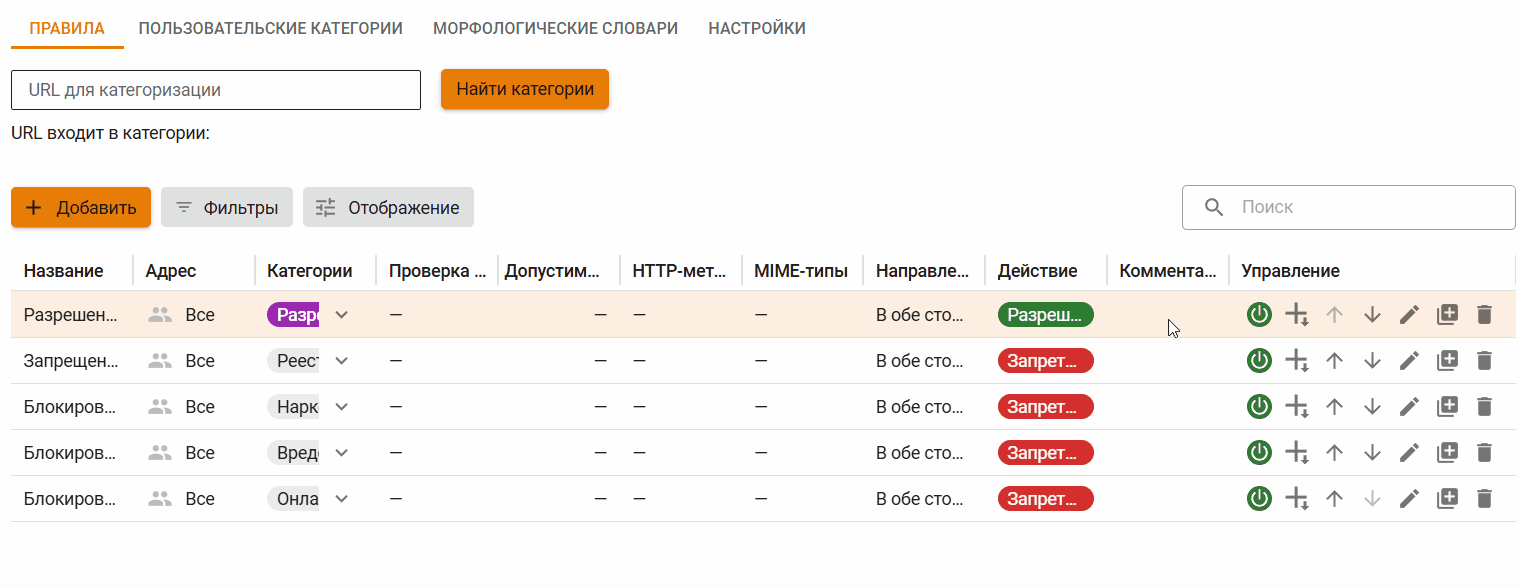 ПРАВИЛА ПОЛЬЗОВАТЕЛЬСКИЕ КАТЕГОРИИ МОРФОЛОГИЧЕСКИЕ СЛОВАРИ НАСТРОЙКИ
URL для категоризации Найти категории
URL входит в категории:
Добавить Фильтры Отображение Поиск
Название Адрес Категории Проверка ... Допустим... HTTP-мет... MIME-типы Направле... Действие Коммента... Управление
Разрешен... Все Разре — — — — В обе сто... Разреш...
Запрещен... Все Реест — — — — В обе сто... Запрет...
Блокиров... Все Нарк — — — — В обе сто... Запрет...
Блокиров... Все Вред — — — — В обе сто... Запрет...
Блокиров... Все Онла — — — — В обе сто... Запрет...